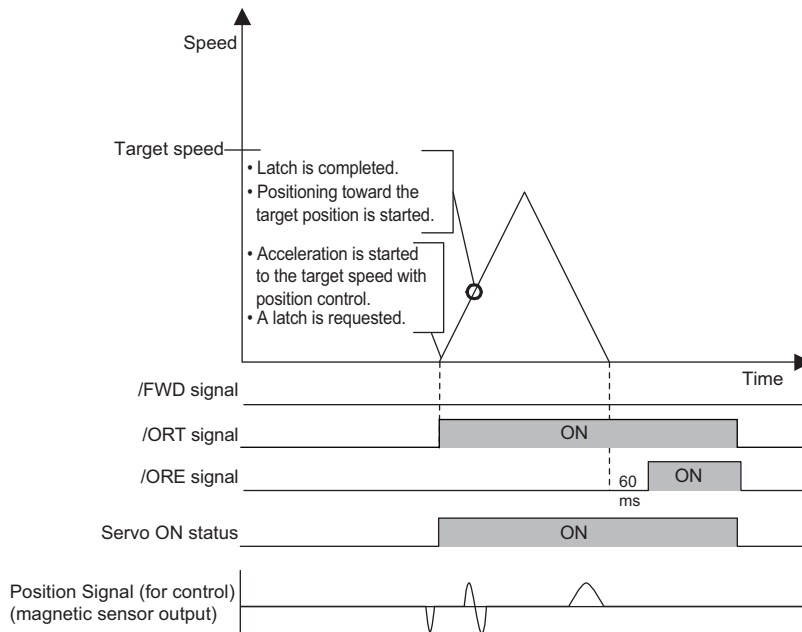 Speed
Target speed
• Latch is completed.
• Positioning toward the
target position is started.
• Acceleration is started
to the target speed with
position control.
• A latch is requested.
Time
/FWD signal
/ORT signal
ON
/ORE signal
60
ms
ON
Servo ON status
ON
Position Signal (for control)
(magnetic sensor output)